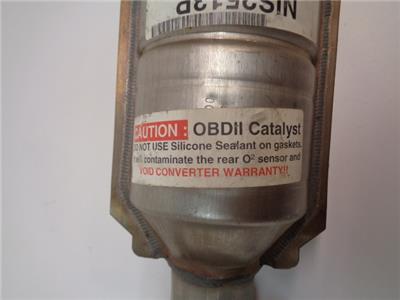 NIS2513P
CAUTION : OBDII Catalyst
DO NOT USE Silicone Sealant on gaskets.
It will contaminate the rear O² sensor and
VOID CONVERTER WARRANTY!!